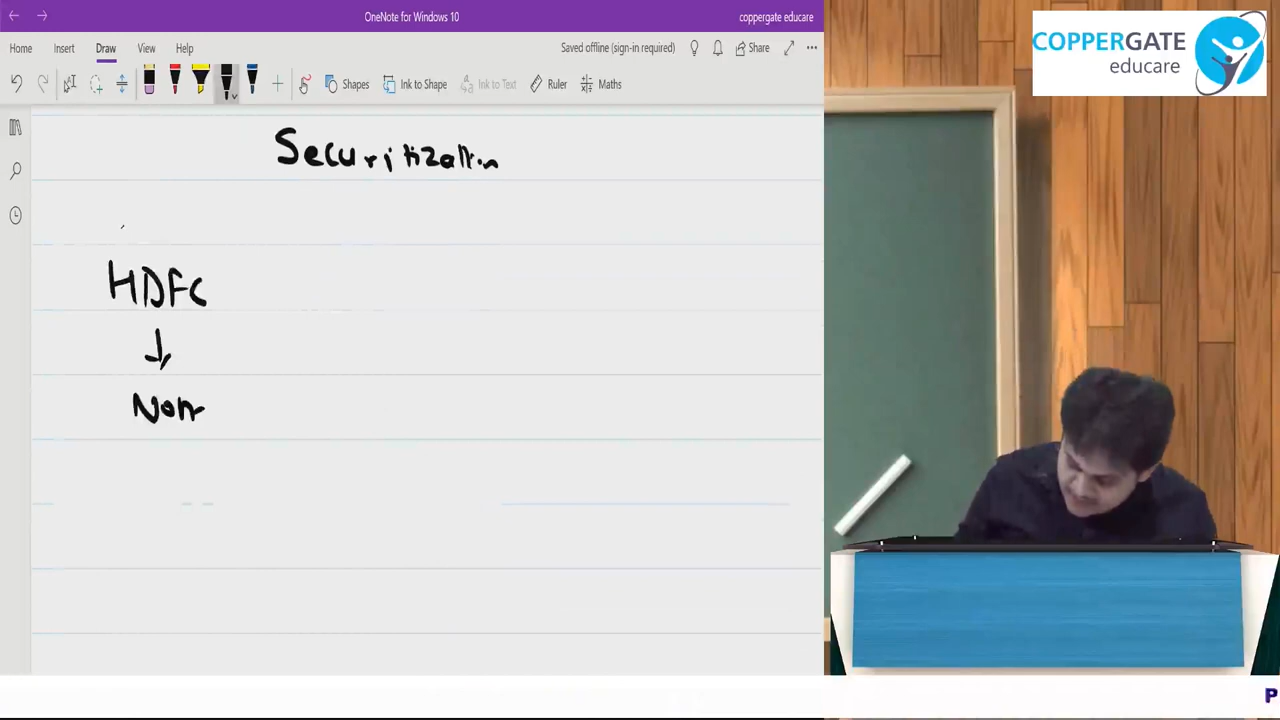 OneNote for Windows 10
coppergate educare
Home Insert Draw View Help
Saved offline (sign-in required) Share
Shapes Ink to Shape Ink to Text Ruler Maths
COPPERGATE
educare
Securitization
HDFC
P